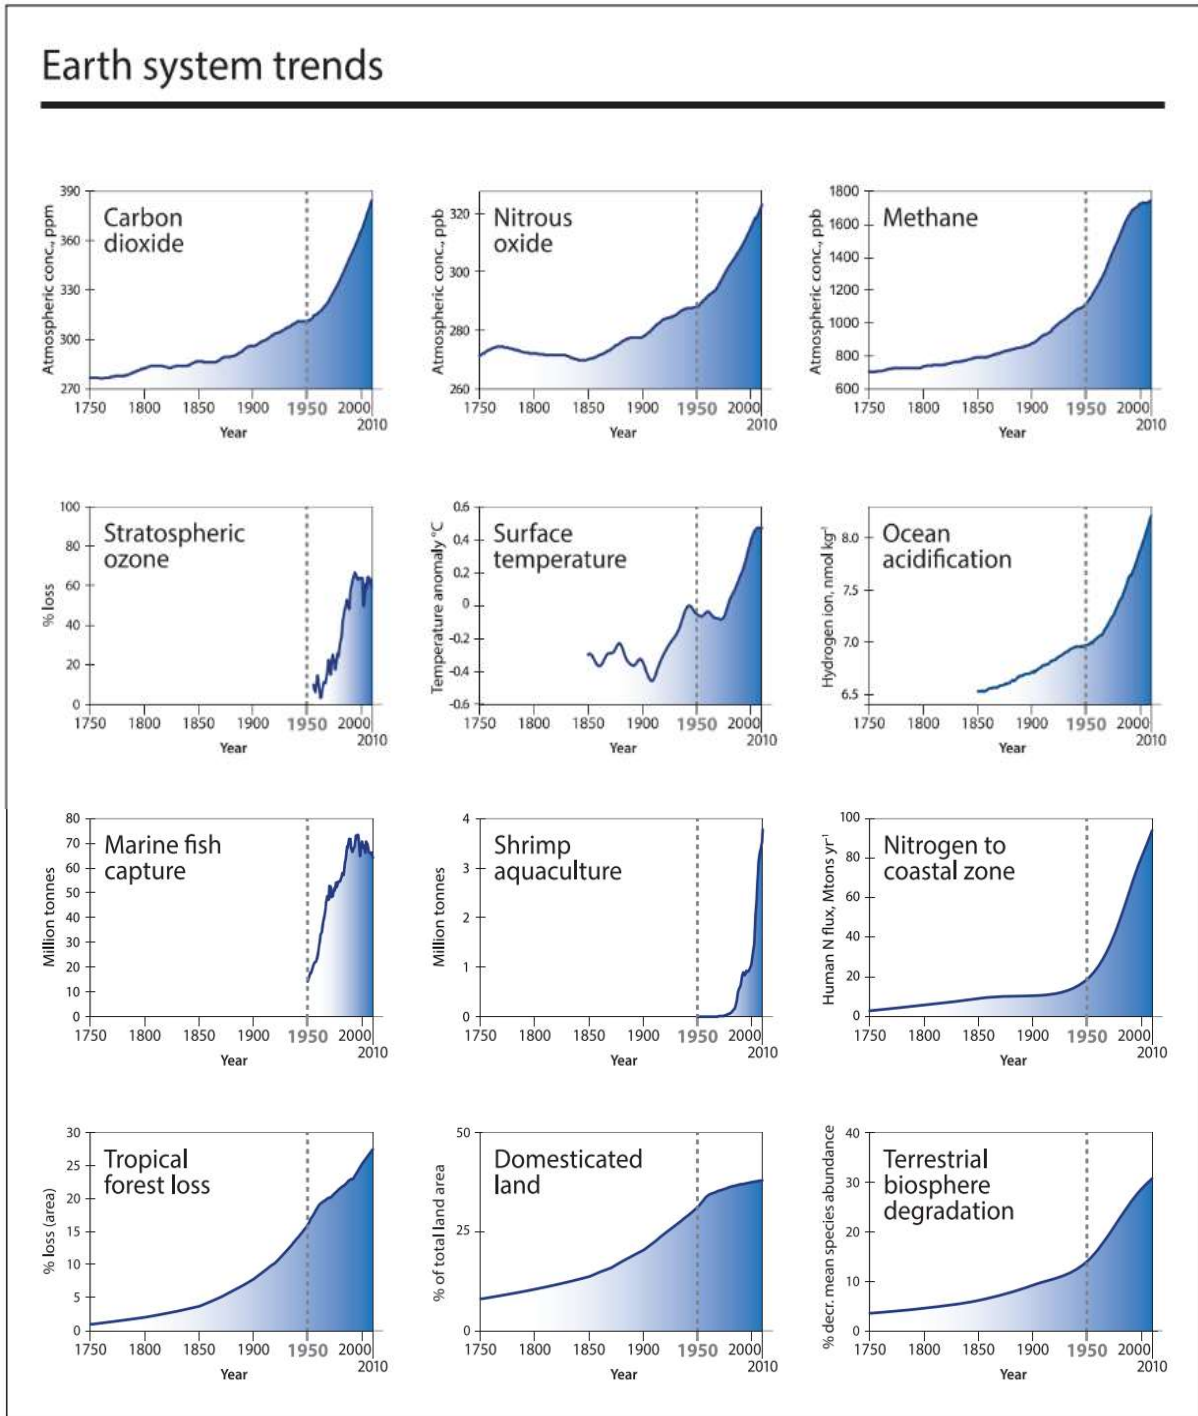 Earth system trends
Carbon
dioxide
Atmospheric conc., ppm
390
360
330
300
270
1750 1800 1850 1900 1950 2000
2010
Year
Nitrous
oxide
Atmospheric conc., ppb
320
300
280
260
1750 1800 1850 1900 1950 2000
2010
Year
Methane
Atmospheric conc., ppb
1800
1600
1400
1200
1000
800
600
1750 1800 1850 1900 1950 2000
2010
Year
Stratospheric
ozone
% loss
100
80
60
40
20
0
1750 1800 1850 1900 1950 2000
2010
Year
Surface
temperature
Temperature anomaly °C
0.6
0.4
0.2
0
-0.2
-0.4
-0.6
1750 1800 1850 1900 1950 2000
2010
Year
Ocean
acidification
Hydrogen ion, nmol kg⁻¹
8.0
7.5
7.0
6.5
1750 1800 1850 1900 1950 2000
2010
Year
Marine fish
capture
Million tonnes
80
70
60
50
40
30
20
10
0
1750 1800 1850 1900 1950 2000
2010
Year
Shrimp
aquaculture
Million tonnes
4
3
2
1
0
1750 1800 1850 1900 1950 2000
2010
Year
Nitrogen to
coastal zone
Human N flux, Mtons yr⁻¹
100
80
60
40
20
0
1750 1800 1850 1900 1950 2000
2010
Year
Tropical
forest loss
% loss (area)
30
25
20
15
10
5
0
1750 1800 1850 1900 1950 2000
2010
Year
Domesticated
land
% of total land area
50
25
0
1750 1800 1850 1900 1950 2000
2010
Year
Terrestrial
biosphere
degradation
% decr. mean species abundance
40
30
20
10
0
1750 1800 1850 1900 1950 2000
2010
Year